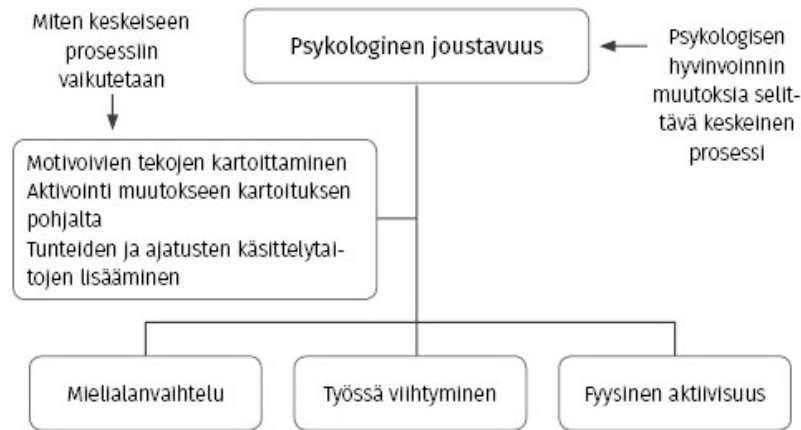 Miten keskeiseen
prosessiin
vaikutetaan
Psykologinen joustavuus
Psykologisen
hyvinvoinnin
muutoksia selit-
tävä keskeinen
prosessi
Motivoivien tekojen kartoittaminen
Aktivointi muutokseen kartoituksen
pohjalta
Tunteiden ja ajatusten käsittelytai-
tojen lisääminen
Mielialanvaihtelu
Työssä viihtyminen
Fyysinen aktiivisuus